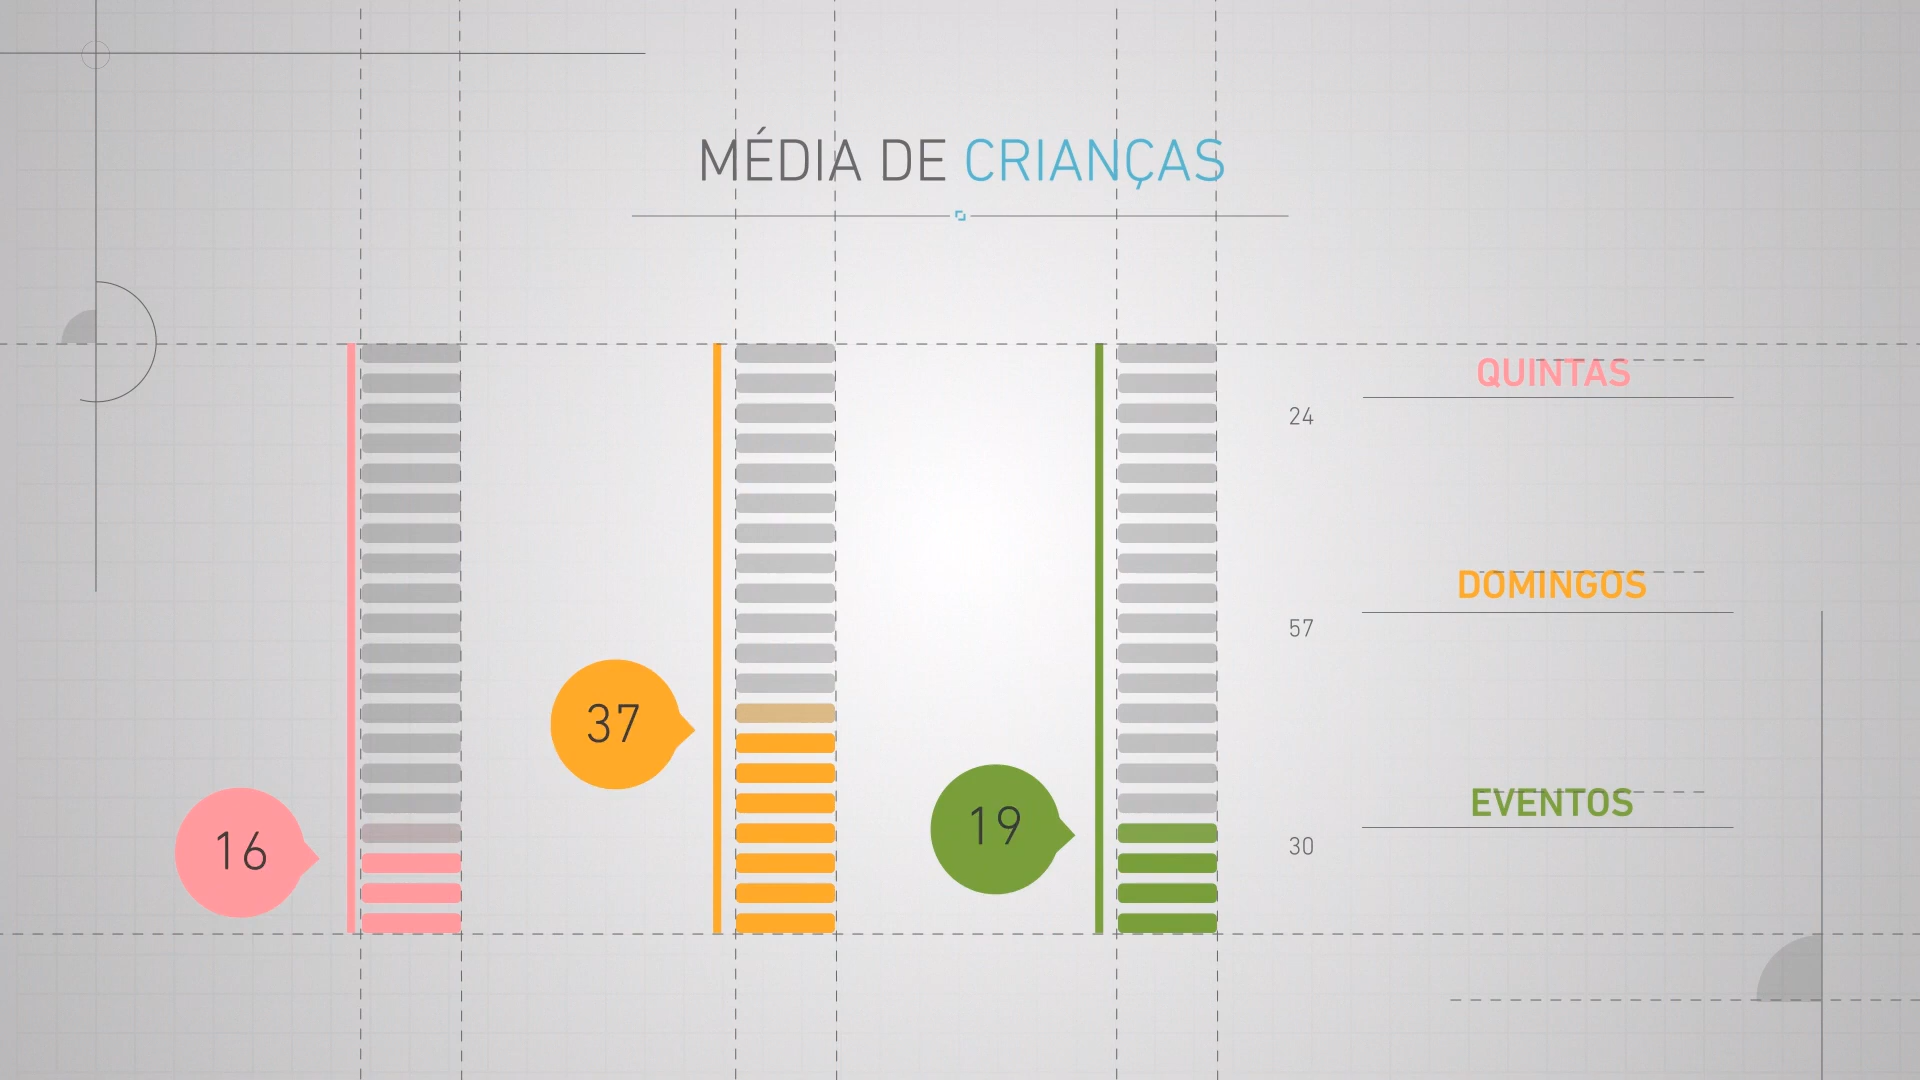 MÉDIA DE CRIANÇAS
16
37
19
QUINTAS
24
DOMINGOS
57
EVENTOS
30